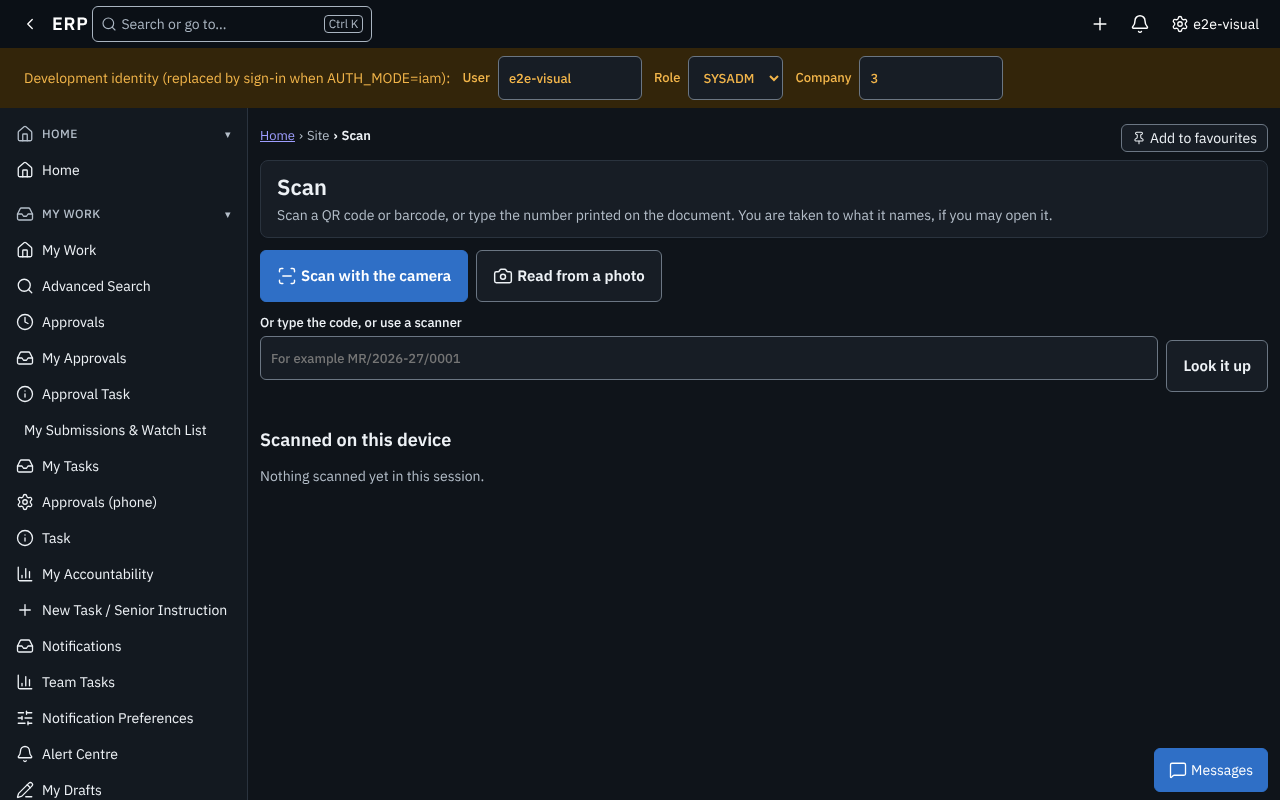 ERP
Search or go to...
Ctrl K
e2e-visual
Development identity (replaced by sign-in when AUTH_MODE=iam):
User
e2e-visual
Role
SYSADM
Company
3
HOME
Home
MY WORK
My Work
Advanced Search
Approvals
My Approvals
Approval Task
My Submissions & Watch List
My Tasks
Approvals (phone)
Task
My Accountability
New Task / Senior Instruction
Notifications
Team Tasks
Notification Preferences
Alert Centre
My Drafts
Home › Site › Scan
Add to favourites
Scan
Scan a QR code or barcode, or type the number printed on the document. You are taken to what it names, if you may open it.
Scan with the camera
Read from a photo
Or type the code, or use a scanner
For example MR/2026-27/0001
Look it up
Scanned on this device
Nothing scanned yet in this session.
Messages